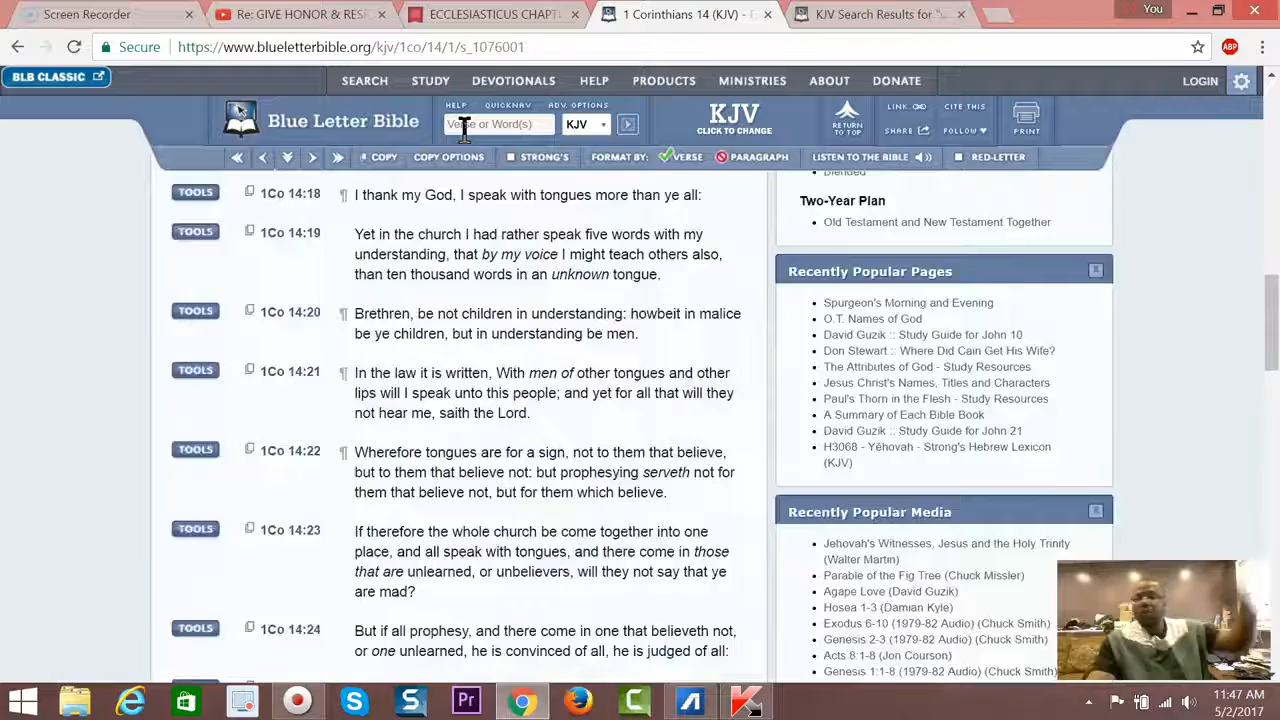 Screen Recorder
Re: GIVE HONOR & RES
ECCLESIASTICUS CHAPT
1 Corinthians 14 (KJV) - E
KJV Search Results for
You
Secure
https://www.blueletterbible.org/kjv/1co/14/1/s_1076001
ABP
BLB CLASSIC
SEARCH STUDY DEVOTIONALS HELP PRODUCTS MINISTRIES ABOUT DONATE
LOGIN
Blue Letter Bible
HELP QUICKNAV ADV. OPTIONS
Verse or Word(s)
KJV
KJV
CLICK TO CHANGE
RETURN
TO TOP
LINK CITE THIS
SHARE FOLLOW
PRINT
COPY COPY OPTIONS STRONG'S FORMAT BY: VERSE PARAGRAPH LISTEN TO THE BIBLE RED-LETTER
TOOLS 1Co 14:18 ¶ I thank my God, I speak with tongues more than ye all:
TOOLS 1Co 14:19 Yet in the church I had rather speak five words with my
understanding, that by my voice I might teach others also,
than ten thousand words in an unknown tongue.
TOOLS 1Co 14:20 ¶ Brethren, be not children in understanding: howbeit in malice
be ye children, but in understanding be men.
TOOLS 1Co 14:21 ¶ In the law it is written, With men of other tongues and other
lips will I speak unto this people; and yet for all that will they
not hear me, saith the Lord.
TOOLS 1Co 14:22 ¶ Wherefore tongues are for a sign, not to them that believe,
but to them that believe not: but prophesying serveth not for
them that believe not, but for them which believe.
TOOLS 1Co 14:23 If therefore the whole church be come together into one
place, and all speak with tongues, and there come in those
that are unlearned, or unbelievers, will they not say that ye
are mad?
TOOLS 1Co 14:24 But if all prophesy, and there come in one that believeth not,
or one unlearned, he is convinced of all, he is judged of all:
Blended
Two-Year Plan
Old Testament and New Testament Together
Recently Popular Pages
Spurgeon's Morning and Evening
O.T. Names of God
David Guzik :: Study Guide for John 10
Don Stewart :: Where Did Cain Get His Wife?
The Attributes of God - Study Resources
Jesus Christ's Names, Titles and Characters
Paul's Thorn in the Flesh - Study Resources
A Summary of Each Bible Book
David Guzik :: Study Guide for John 21
H3068 - Yĕhovah - Strong's Hebrew Lexicon
(KJV)
Recently Popular Media
Jehovah's Witnesses, Jesus and the Holy Trinity
(Walter Martin)
Parable of the Fig Tree (Chuck Missler)
Agape Love (David Guzik)
Hosea 1-3 (Damian Kyle)
Exodus 6-10 (1979-82 Audio) (Chuck Smith)
Genesis 2-3 (1979-82 Audio) (Chuck Smith)
Acts 8:1-8 (Jon Courson)
Genesis 1:1-8 (1979-82 Audio) (Chuck Smith)
Pr
11:47 AM
5/2/2017